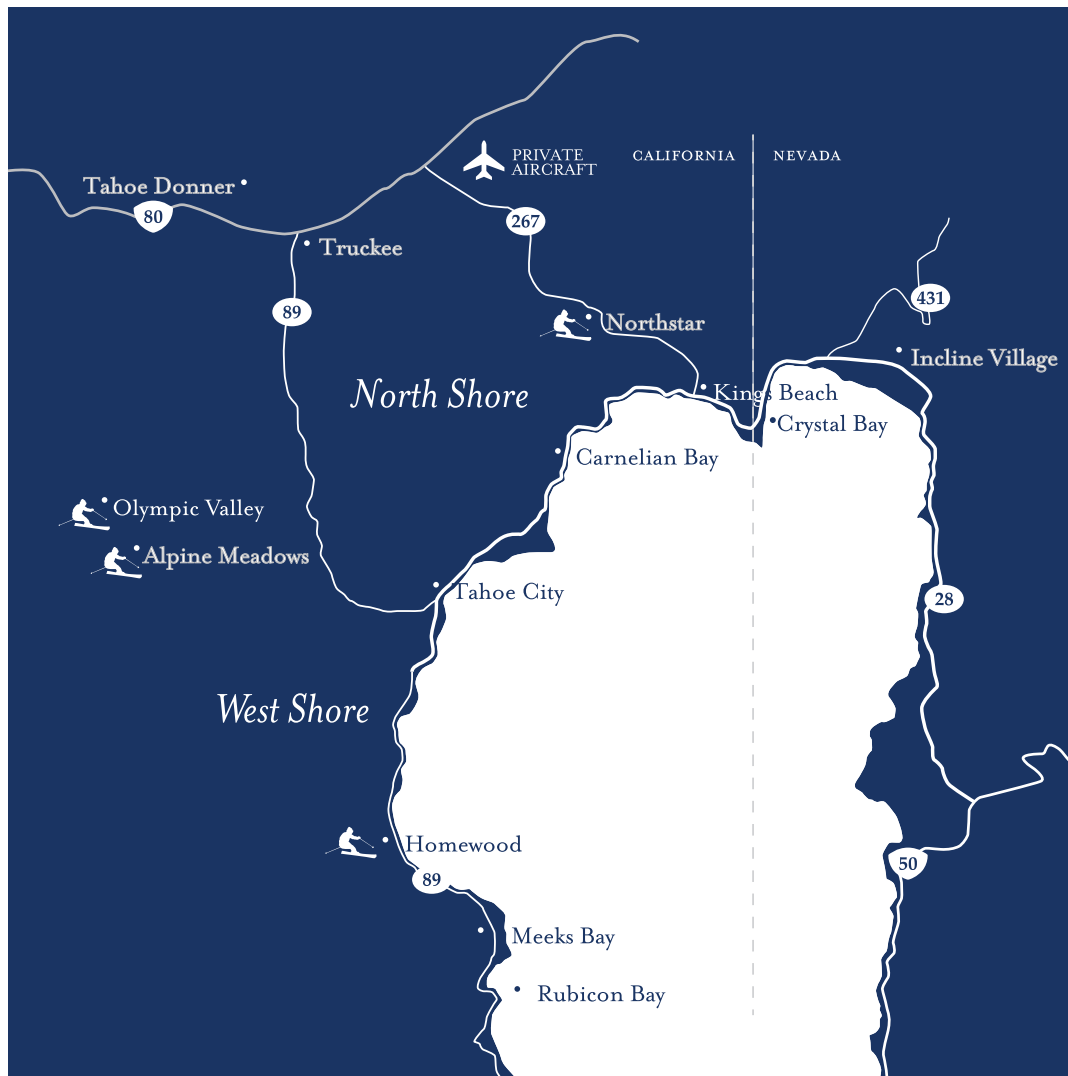 PRIVATE
AIRCRAFT
CALIFORNIA
NEVADA
Tahoe Donner
80
267
Truckee
431
89
Northstar
Incline Village
North Shore
Kings Beach
Crystal Bay
Carnelian Bay
Olympic Valley
Alpine Meadows
Tahoe City
28
West Shore
Homewood
50
89
Meeks Bay
Rubicon Bay